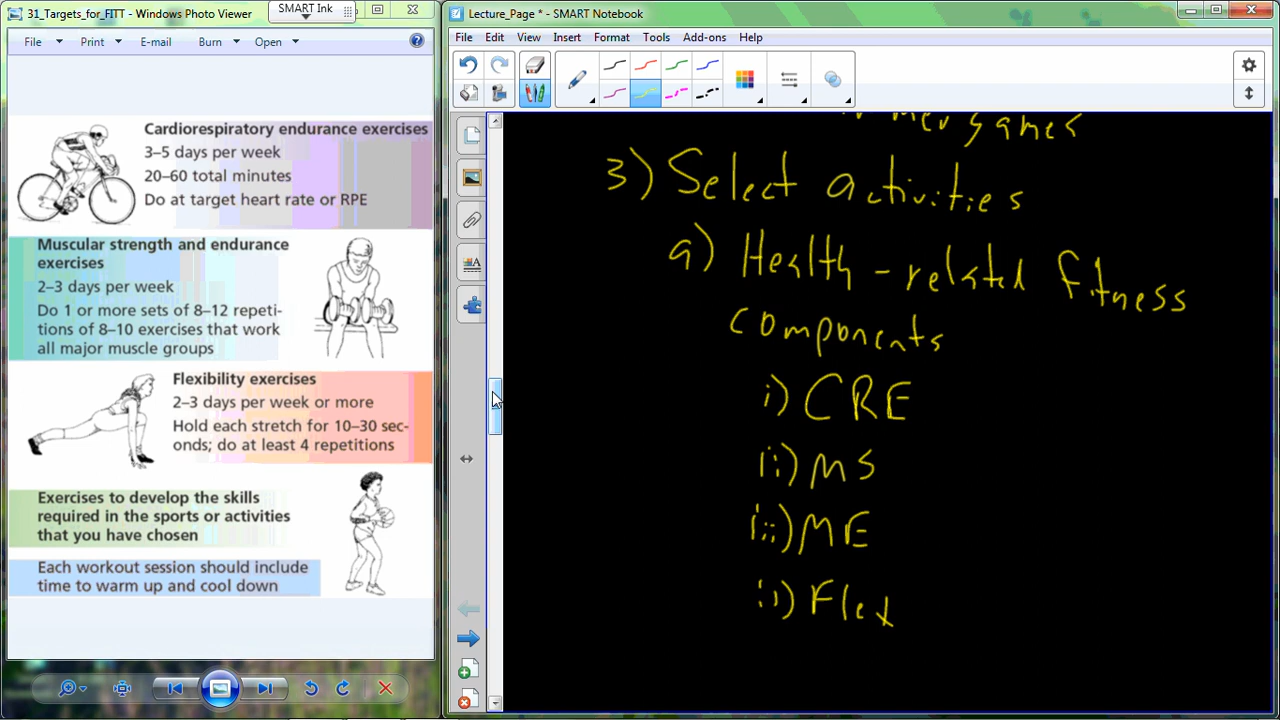 31_Targets_for_FITT - Windows Photo Viewer
SMART Ink
File Print E-mail Burn Open
Cardiorespiratory endurance exercises
3–5 days per week
20–60 total minutes
Do at target heart rate or RPE
Muscular strength and endurance
exercises
2–3 days per week
Do 1 or more sets of 8–12 repeti-
tions of 8–10 exercises that work
all major muscle groups
Flexibility exercises
2–3 days per week or more
Hold each stretch for 10–30 sec-
onds; do at least 4 repetitions
Exercises to develop the skills
required in the sports or activities
that you have chosen
Each workout session should include
time to warm up and cool down
Lecture_Page * - SMART Notebook
File Edit View Insert Format Tools Add-ons Help
games
3) Select activities
a) Health-related fitness
components
i) CRE
ii) MS
iii) ME
Flex